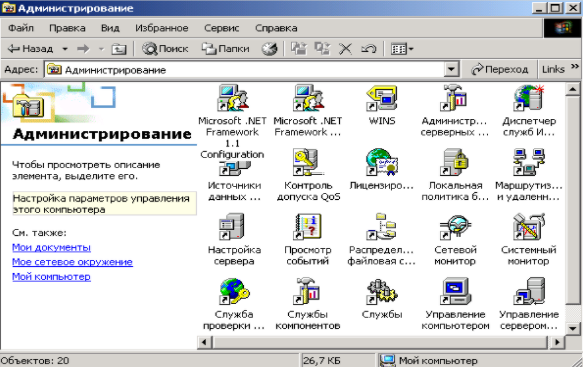 Администрирование
Файл Правка Вид Избранное Сервис Справка
Назад Поиск Папки
Адрес: Администрирование Переход Links »
Администрирование
Чтобы просмотреть описание
элемента, выделите его.
Настройка параметров управления
этого компьютера
См. также:
Мои документы
Мое сетевое окружение
Мой компьютер
Microsoft .NET
Framework
1.1
Configuration
Microsoft .NET
Framework ...
WINS
Администр...
серверных ...
Диспетчер
служб И...
Источники
данных ...
Контроль
допуска QoS
Лицензиро...
Локальная
политика б...
Маршрутиз...
и удаленн...
Настройка
сервера
Просмотр
событий
Распредел...
файловая с...
Сетевой
монитор
Системный
монитор
Служба
проверки ...
Службы
компонентов
Службы
Управление
компьютером
Управление
сервером...
Объектов: 20 26,7 КБ Мой компьютер